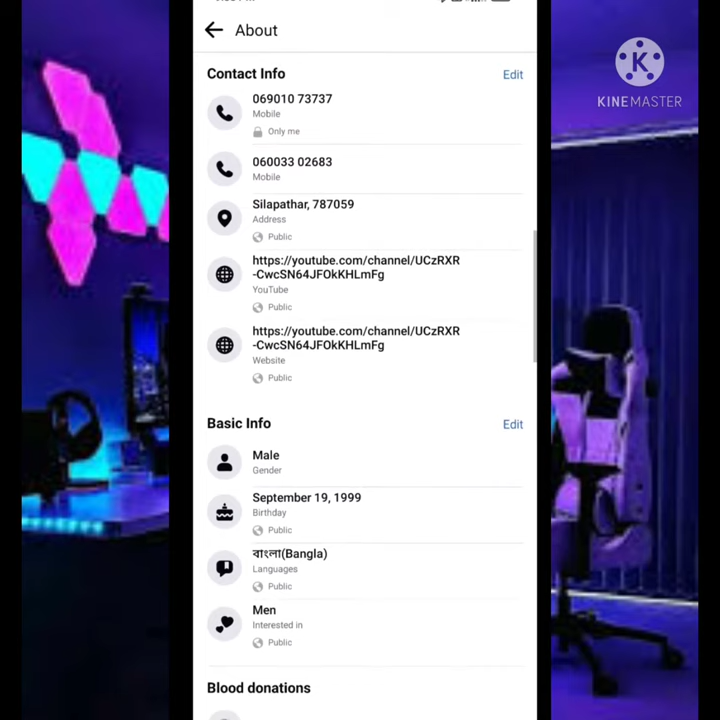 About
KINEMASTER
Contact Info
Edit
069010 73737
Mobile
Only me
060033 02683
Mobile
Silapathar, 787059
Address
Public
https://youtube.com/channel/UCzRXR
-CwcSN64JFOkKHLmFg
YouTube
Public
https://youtube.com/channel/UCzRXR
-CwcSN64JFOkKHLmFg
Website
Public
Basic Info
Edit
Male
Gender
September 19, 1999
Birthday
Public
বাংলা(Bangla)
Languages
Public
Men
Interested in
Public
Blood donations